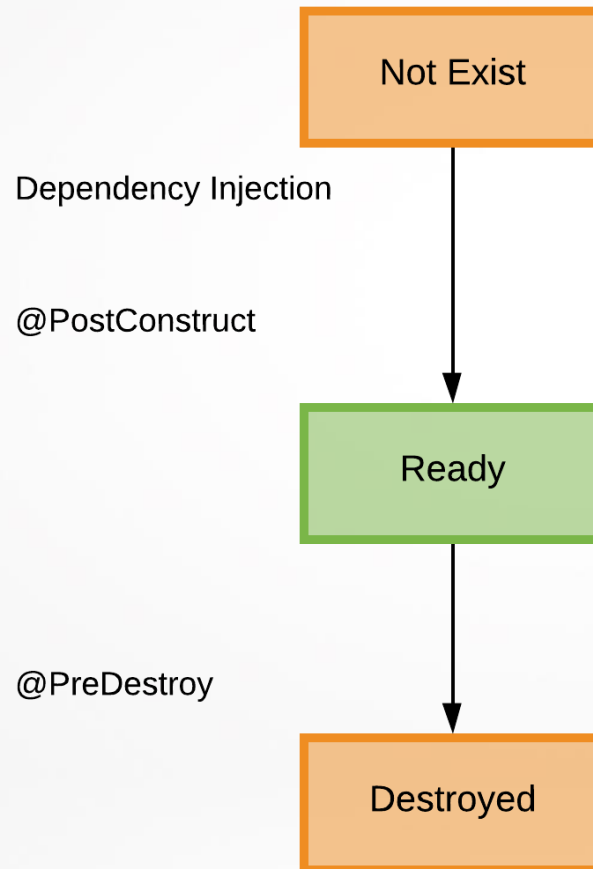 Not Exist
Dependency Injection
@PostConstruct
Ready
@PreDestroy
Destroyed